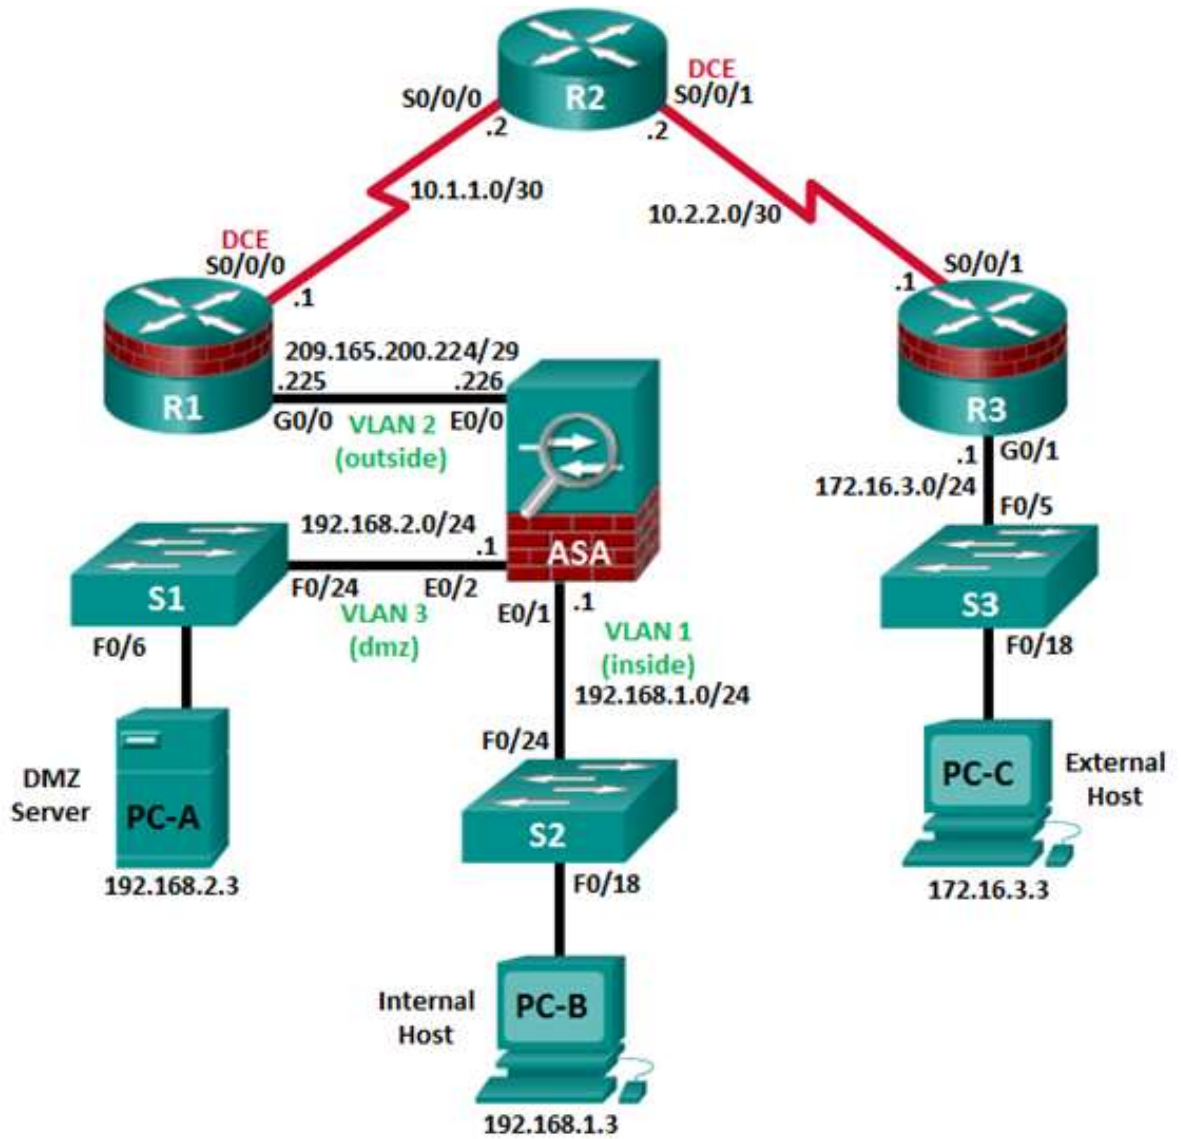 R2
DCE
S0/0/0
S0/0/1
.2
.2
10.1.1.0/30
10.2.2.0/30
DCE
S0/0/0
.1
S0/0/1
.1
209.165.200.224/29
.225
.226
R1
G0/0
VLAN 2
(outside)
E0/0
R3
.1
G0/1
172.16.3.0/24
F0/5
192.168.2.0/24
.1
ASA
S1
F0/24
E0/2
VLAN 3
(dmz)
E0/1
.1
VLAN 1
(inside)
192.168.1.0/24
S3
F0/18
F0/6
F0/24
DMZ
Server
PC-A
192.168.2.3
S2
F0/18
PC-C
External
Host
172.16.3.3
Internal
Host
PC-B
192.168.1.3